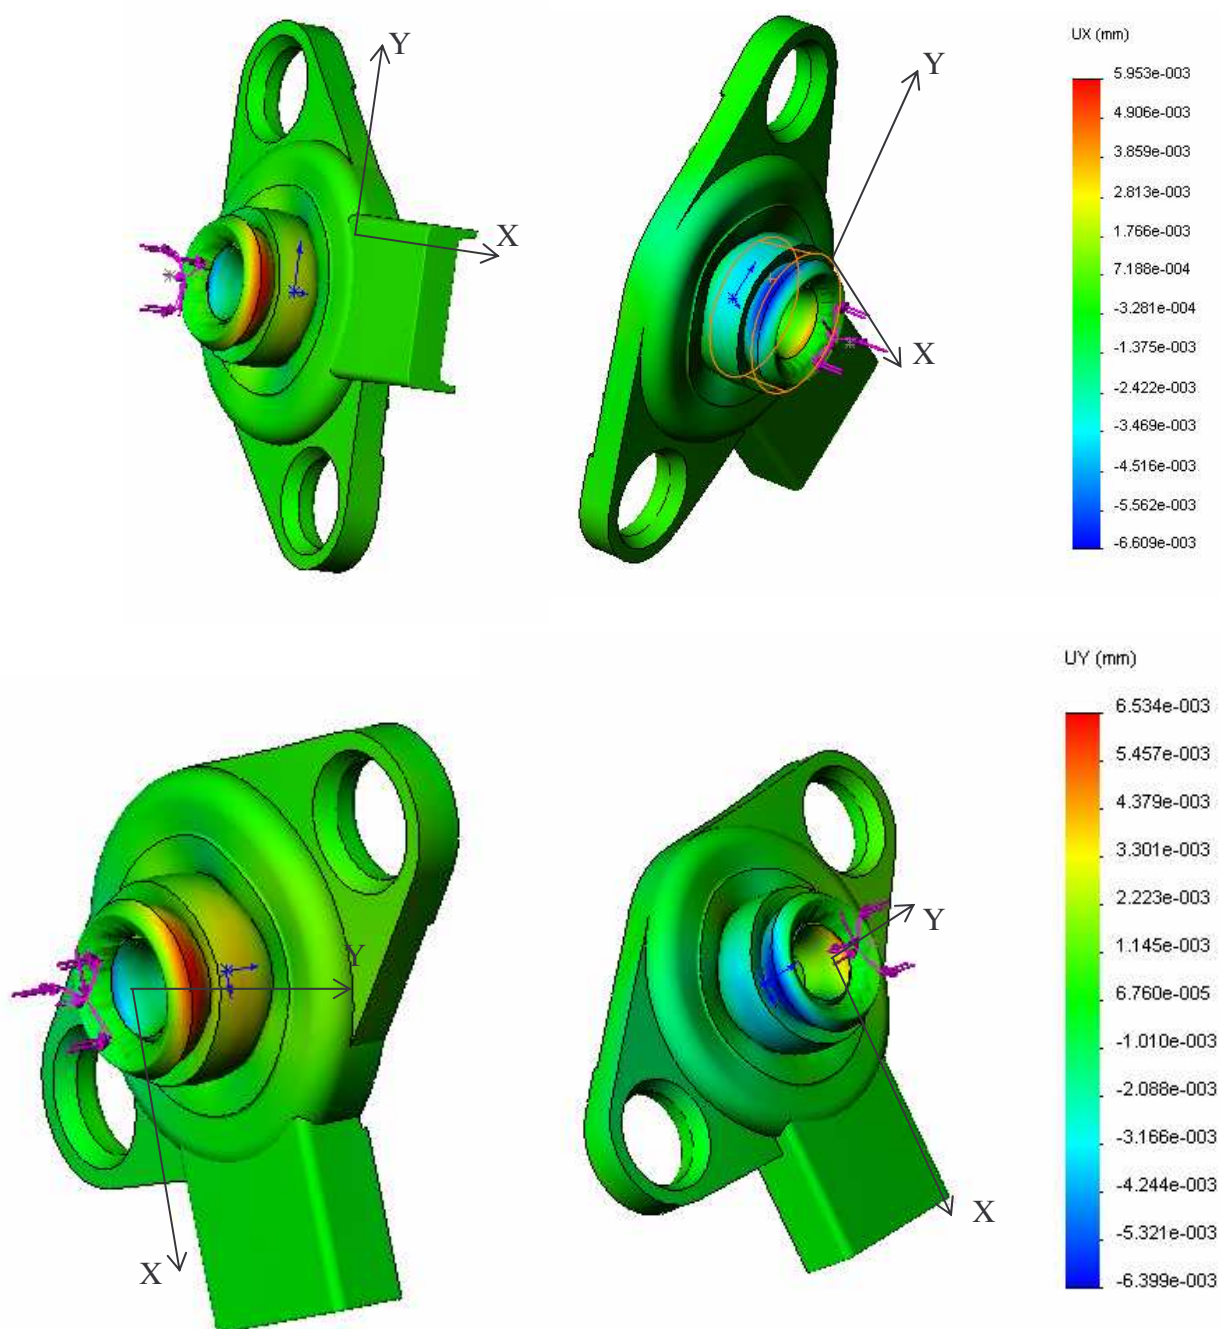 UX (mm)
Y
Y
5.953e-003
4.906e-003
3.859e-003
2.813e-003
1.766e-003
X
7.188e-004
-3.281e-004
X
-1.375e-003
-2.422e-003
-3.469e-003
-4.516e-003
-5.562e-003
-6.609e-003
UY (mm)
6.534e-003
5.457e-003
4.379e-003
3.301e-003
2.223e-003
Y
Y
1.145e-003
6.760e-005
-1.010e-003
-2.088e-003
-3.166e-003
X
X
-4.244e-003
-5.321e-003
-6.399e-003